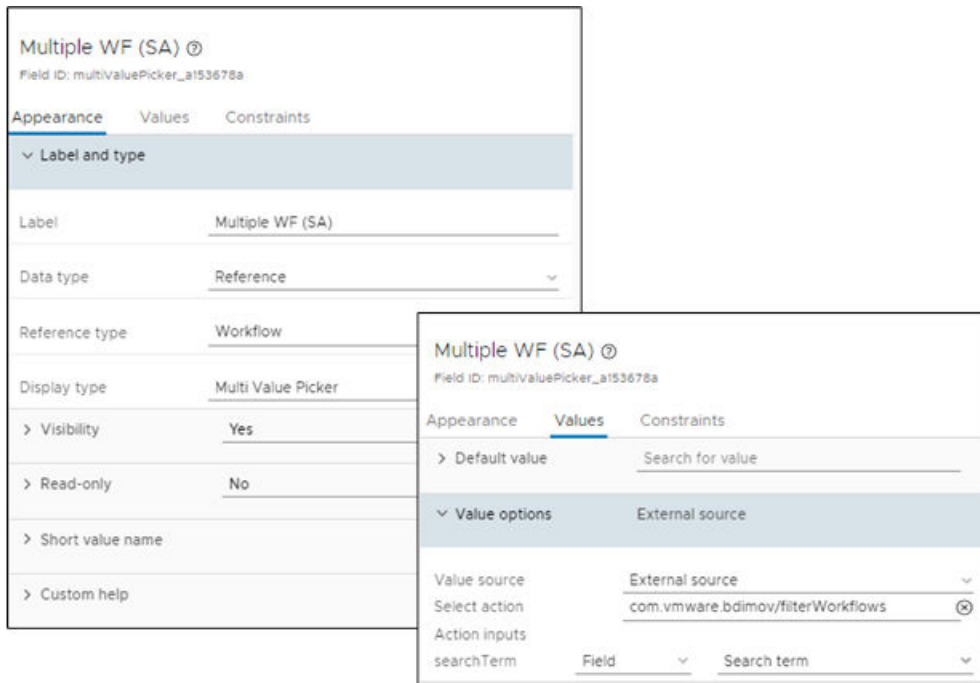 Multiple WF (SA)
Field ID: multiValuePicker_a153678a
Appearance Values Constraints
Label and type
Label Multiple WF (SA)
Data type Reference
Reference type Workflow
Display type Multi Value Picker
Visibility Yes
Read-only No
Short value name
Custom help
Multiple WF (SA)
Field ID: multiValuePicker_a153678a
Appearance Values Constraints
Default value Search for value
Value options External source
Value source External source
Select action com.vmware.bdimov/filterWorkflows
Action inputs
searchTerm Field Search term